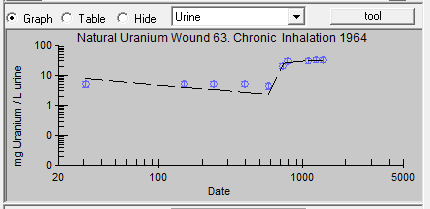 Graph Table Hide Urine tool
Natural Uranium Wound 63. Chronic Inhalation 1964
mg Uranium / L urine
100
10
1
0
0
20 100 1000 5000
Date